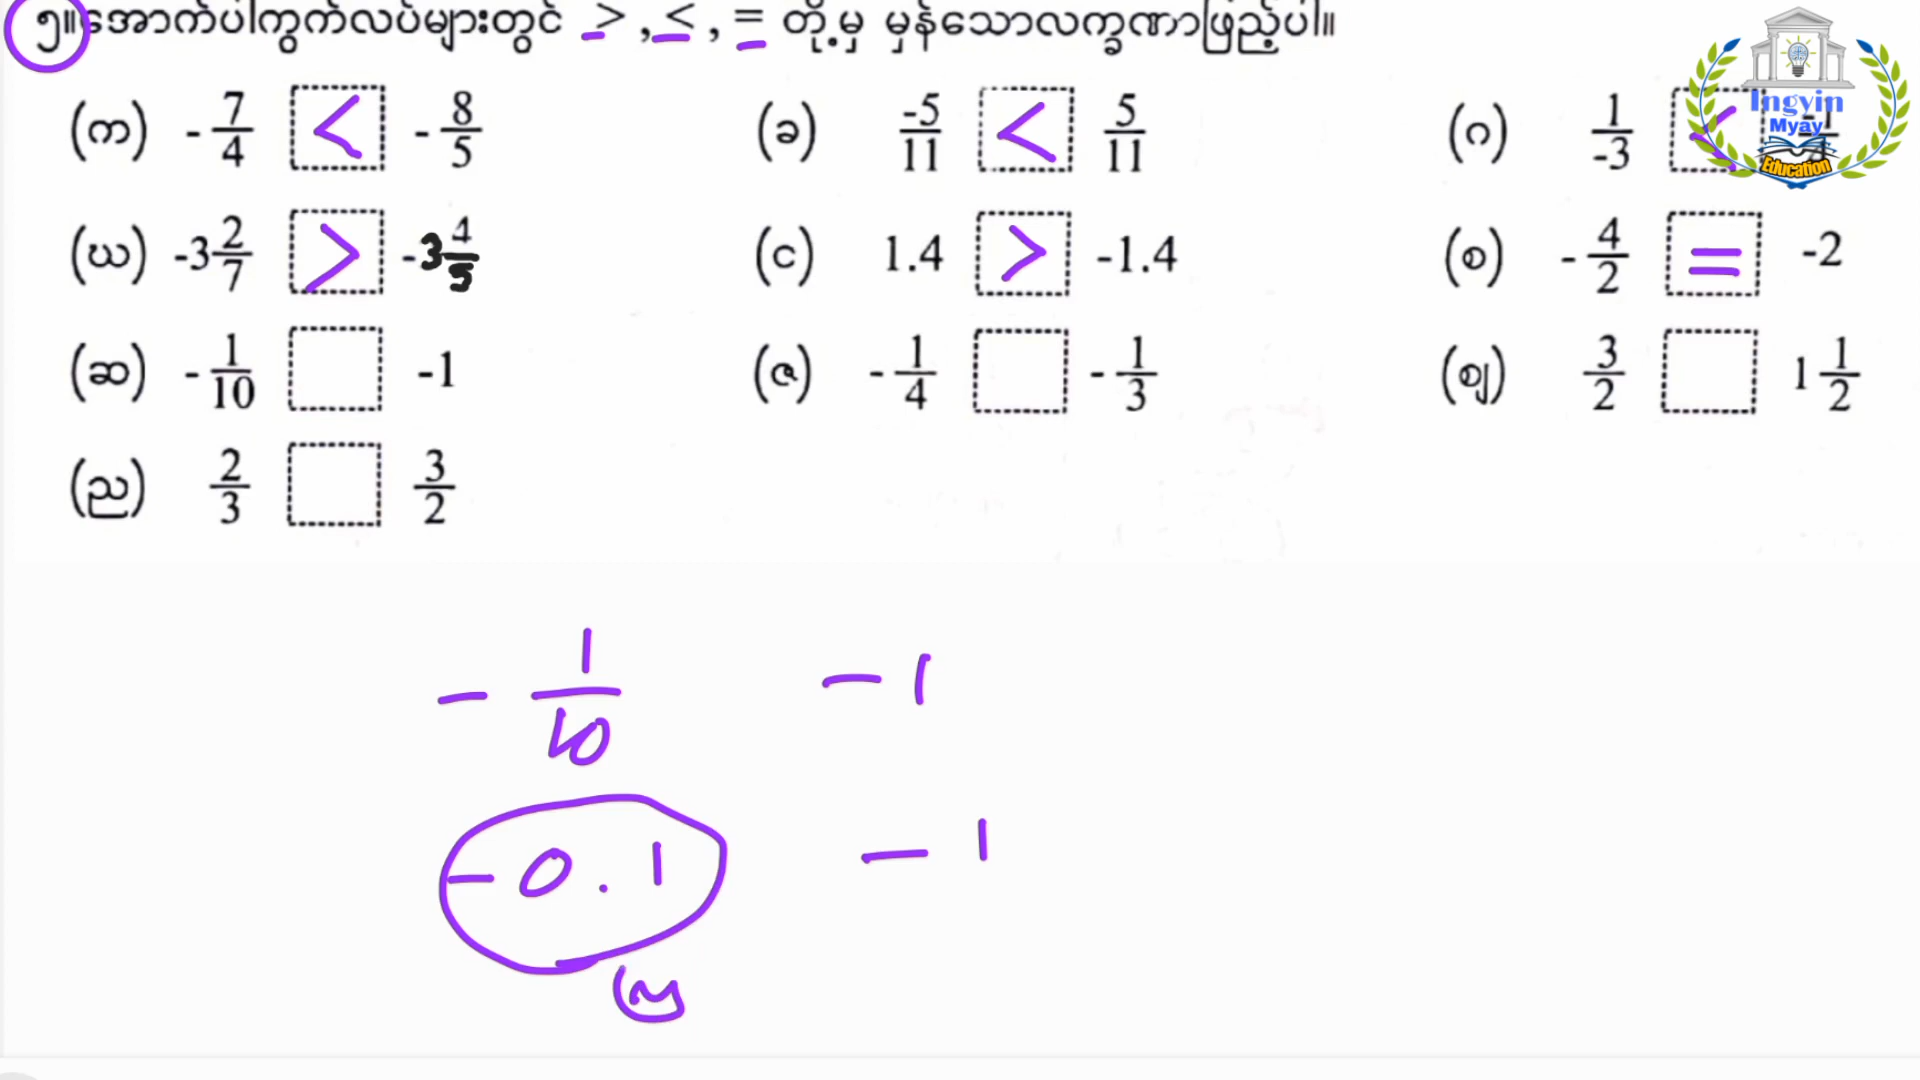 ၅။ အောက်ပါကွက်လပ်များတွင် > , < , = တို့မှ မှန်သောလက္ခဏာဖြည့်ပါ။
(က) -7/4 < -8/5 (ခ) -5/11 < 5/11 (ဂ) 1/-3 < -1/4
(ဃ) -3 2/7 > -3 4/5 (င) 1.4 > -1.4 (စ) -4/2 = -2
(ဆ) -1/10 -1 (ဇ) -1/4 -1/3 (ဈ) 3/2 1 1/2
(ည) 2/3 3/2
Ingyin
Myay
Education
-1/10 -1
-0.1 -1
ကြ